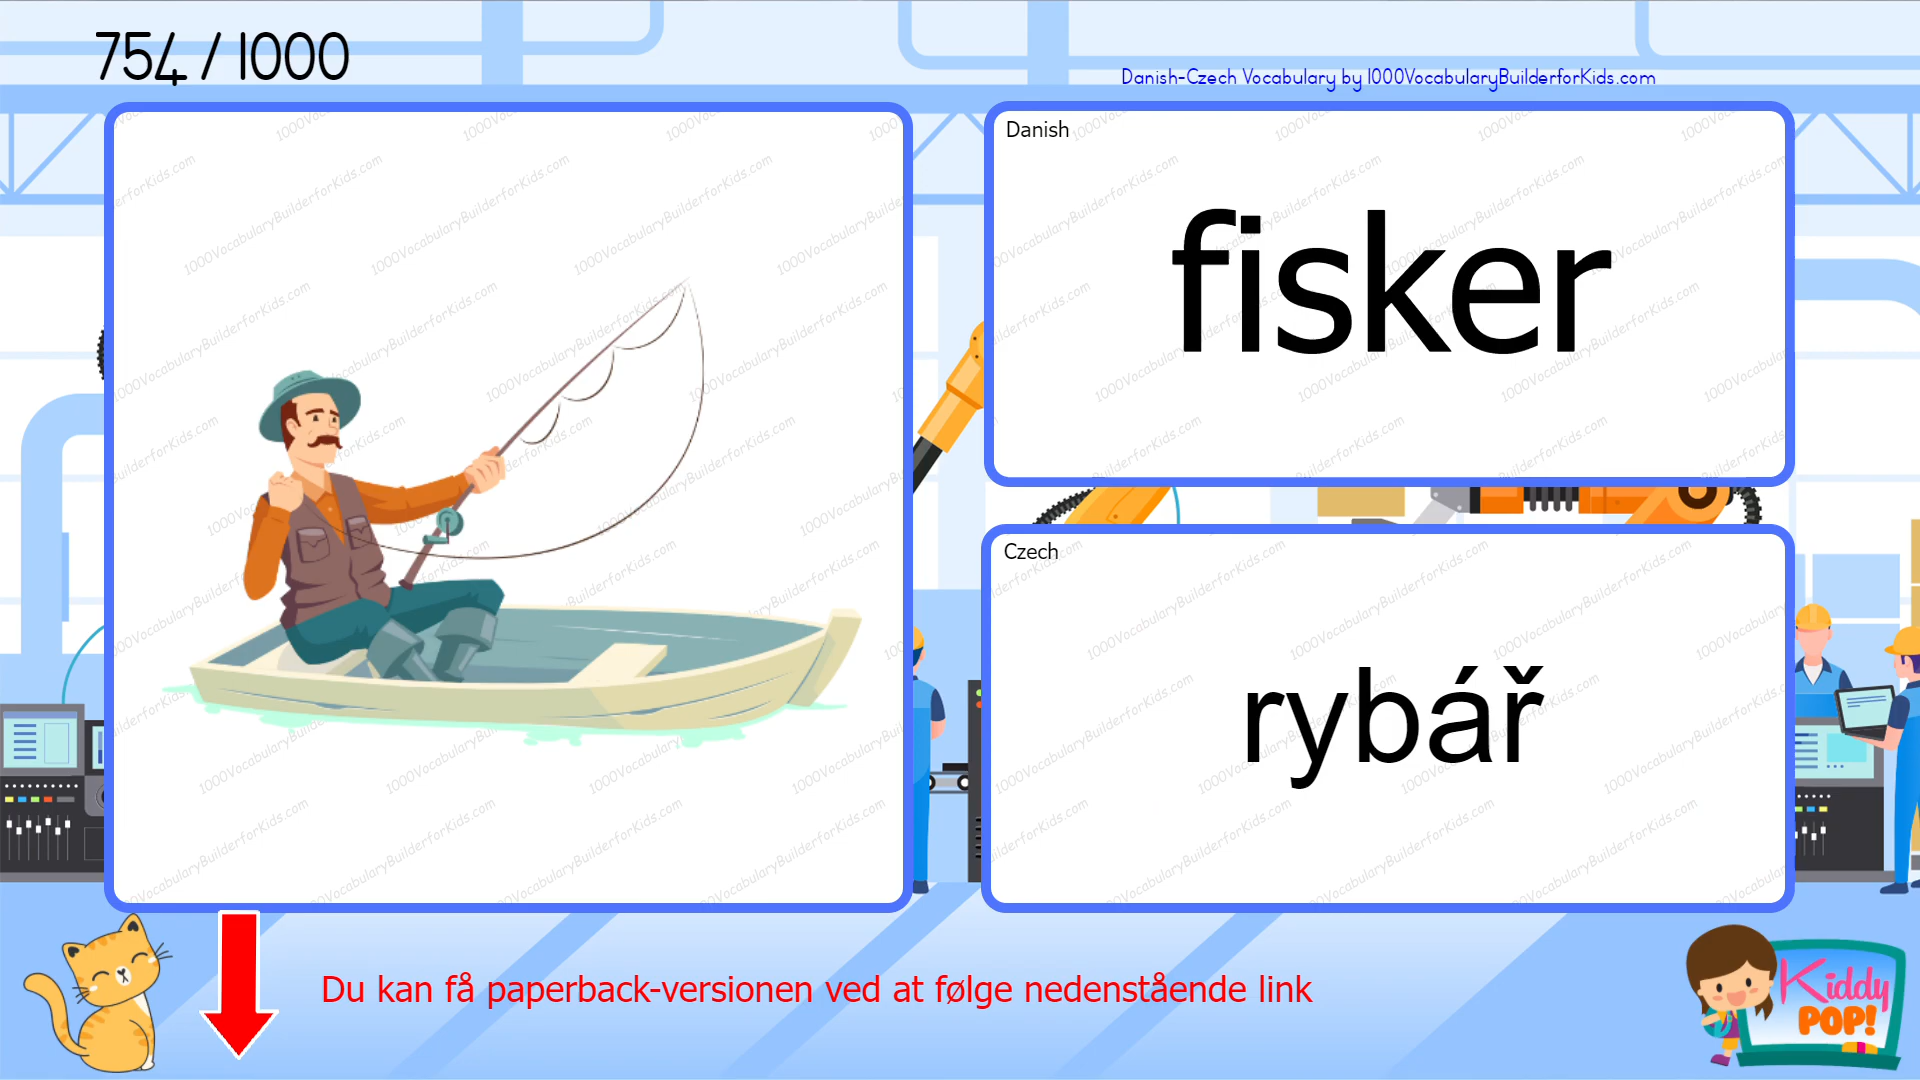 754 / 1000
Danish-Czech Vocabulary by 1000VocabularyBuilderforKids.com
Danish
fisker
Czech
rybář
Du kan få paperback-versionen ved at følge nedenstående link
Kiddy
POP!